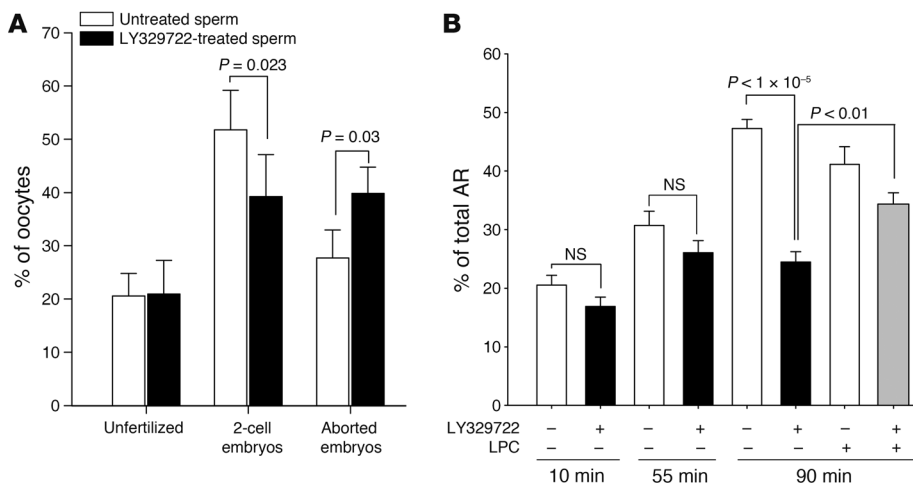 A
Untreated sperm
LY329722-treated sperm
% of oocytes
70
60
50
40
30
20
10
0
P = 0.023
P = 0.03
Unfertilized
2-cell
embryos
Aborted
embryos
B
% of total AR
60
50
40
30
20
10
0
NS
NS
P < 1 × 10⁻⁵
P < 0.01
LY329722 – + – + – + – +
LPC – – – – – – + +
10 min 55 min 90 min